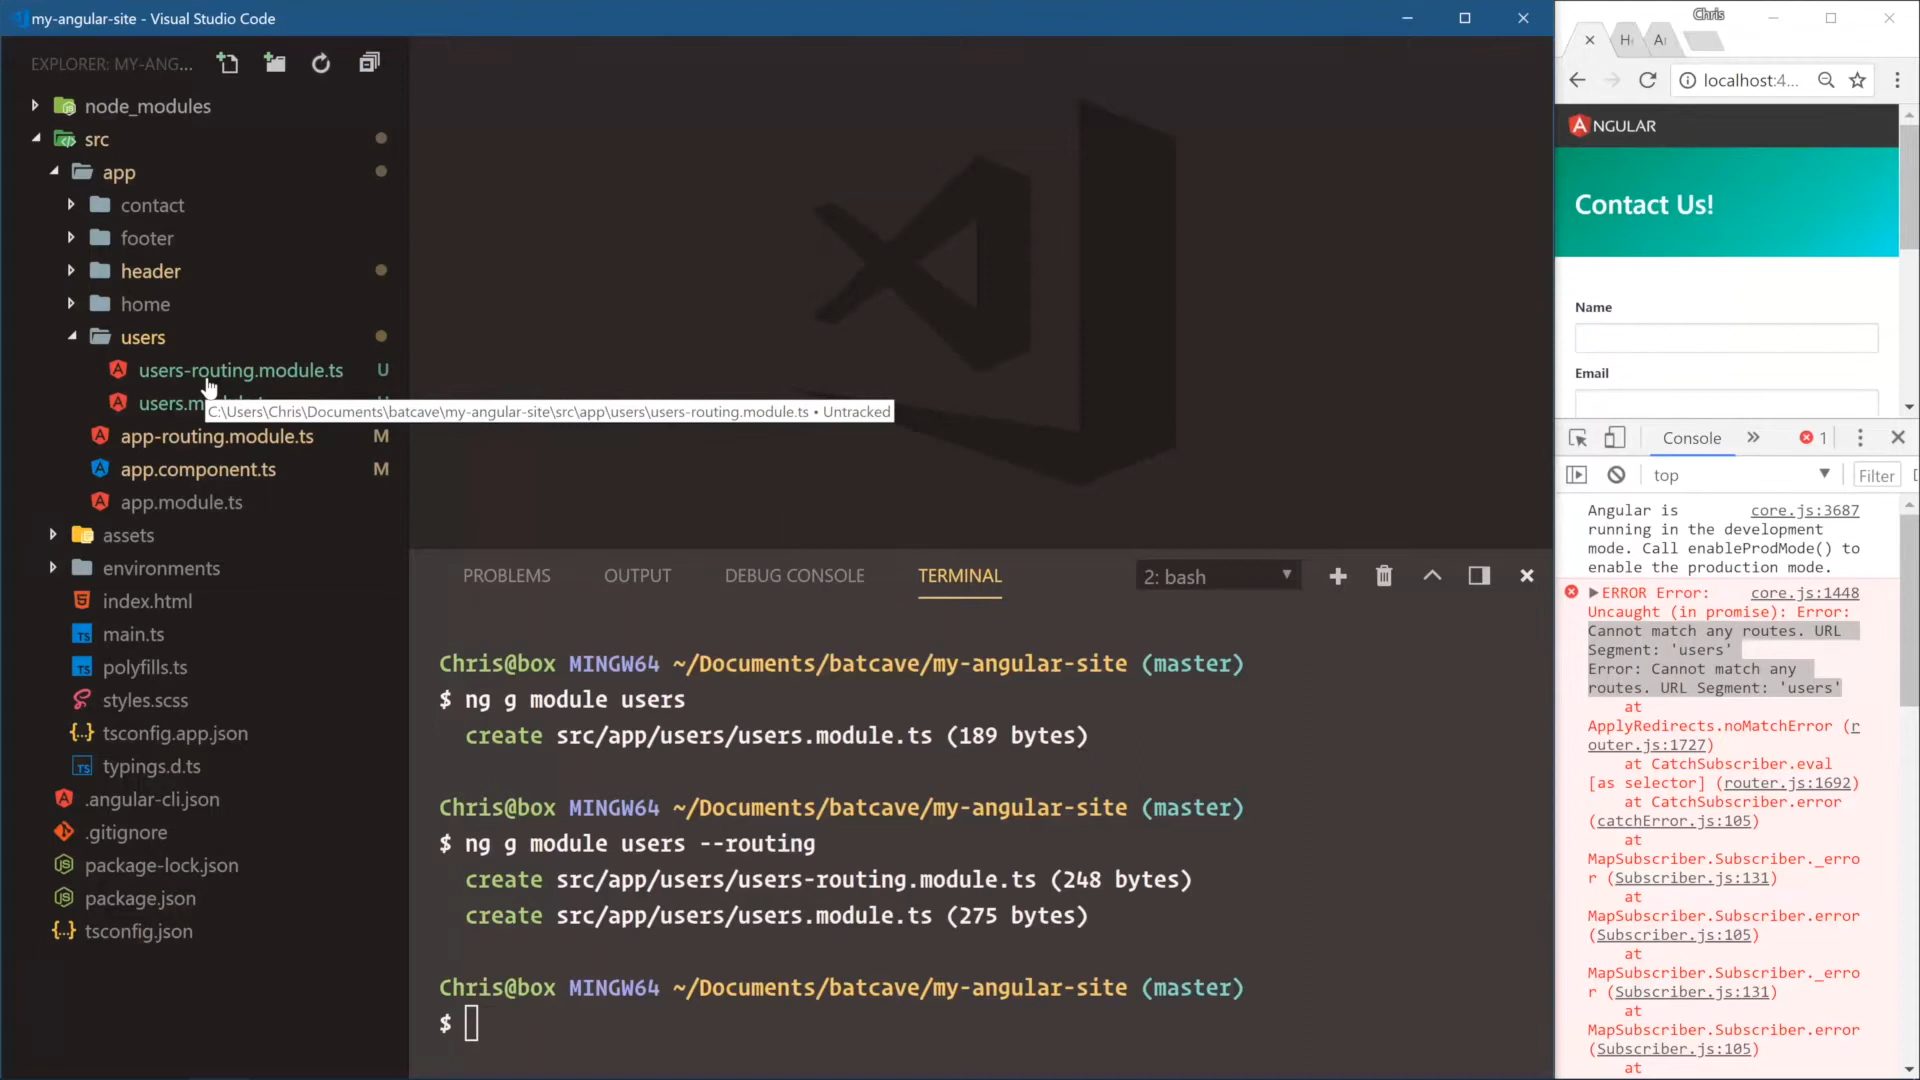 my-angular-site - Visual Studio Code
EXPLORER: MY-ANG...
node_modules
src
app
contact
footer
header
home
users
users-routing.module.ts U
users.m
C:\Users\Chris\Documents\batcave\my-angular-site\src\app\users\users-routing.module.ts • Untracked
app-routing.module.ts M
app.component.ts M
app.module.ts
assets
environments
index.html
main.ts
polyfills.ts
styles.scss
tsconfig.app.json
typings.d.ts
.angular-cli.json
.gitignore
package-lock.json
package.json
tsconfig.json
PROBLEMS OUTPUT DEBUG CONSOLE TERMINAL 2: bash
Chris@box MINGW64 ~/Documents/batcave/my-angular-site (master)
$ ng g module users
create src/app/users/users.module.ts (189 bytes)
Chris@box MINGW64 ~/Documents/batcave/my-angular-site (master)
$ ng g module users --routing
create src/app/users/users-routing.module.ts (248 bytes)
create src/app/users/users.module.ts (275 bytes)
Chris@box MINGW64 ~/Documents/batcave/my-angular-site (master)
$
Chris
localhost:4...
ANGULAR
Contact Us!
Name
Email
Console 1
top Filter
Angular is core.js:3687
running in the development
mode. Call enableProdMode() to
enable the production mode.
ERROR Error: core.js:1448
Uncaught (in promise): Error:
Cannot match any routes. URL
Segment: 'users'
Error: Cannot match any
routes. URL Segment: 'users'
at
ApplyRedirects.noMatchError (r
outer.js:1727)
at CatchSubscriber.eval
[as selector] (router.js:1692)
at CatchSubscriber.error
(catchError.js:105)
at
MapSubscriber.Subscriber._erro
r (Subscriber.js:131)
at
MapSubscriber.Subscriber.error
(Subscriber.js:105)
at
MapSubscriber.Subscriber._erro
r (Subscriber.js:131)
at
MapSubscriber.Subscriber.error
(Subscriber.js:105)
at